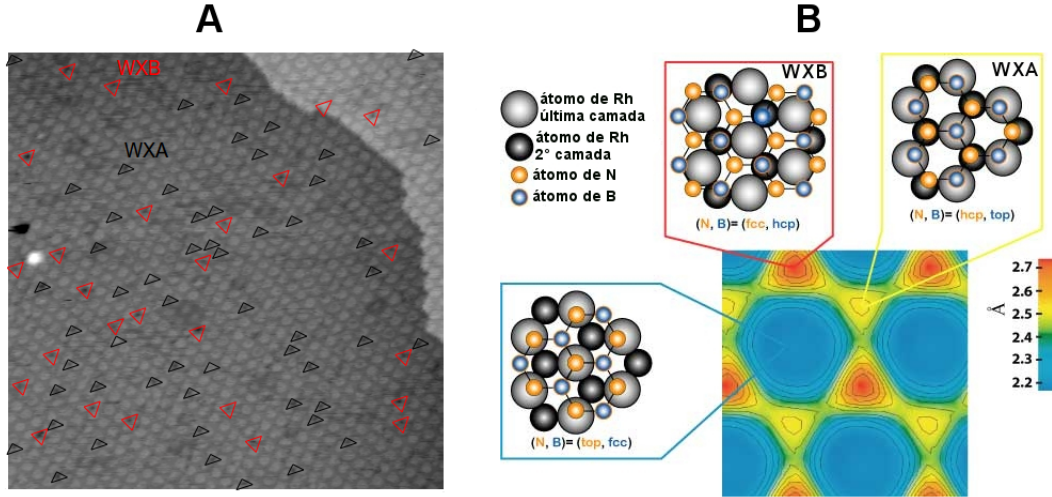 A
B
WXB
WXA
átomo de Rh
última camada
átomo de Rh
2° camada
átomo de N
átomo de B
WXB
(N, B)= (fcc, hcp)
WXA
(N, B)= (hcp, top)
(N, B)= (top, fcc)
Å
2.7
2.6
2.5
2.4
2.3
2.2